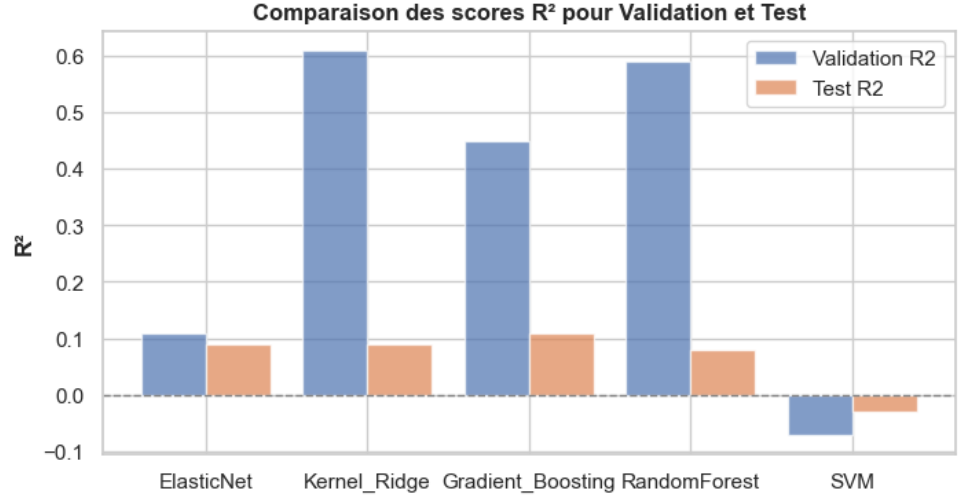 Comparaison des scores R² pour Validation et Test
Validation R2
Test R2
R²
0.6
0.5
0.4
0.3
0.2
0.1
0.0
−0.1
ElasticNet
Kernel_Ridge
Gradient_Boosting
RandomForest
SVM